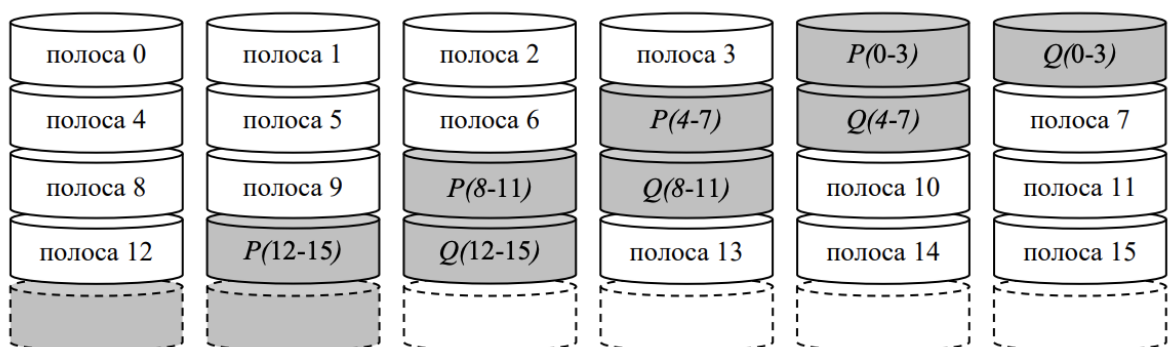 полоса 0 полоса 1 полоса 2 полоса 3 P(0-3) Q(0-3)
полоса 4 полоса 5 полоса 6 P(4-7) Q(4-7) полоса 7
полоса 8 полоса 9 P(8-11) Q(8-11) полоса 10 полоса 11
полоса 12 P(12-15) Q(12-15) полоса 13 полоса 14 полоса 15